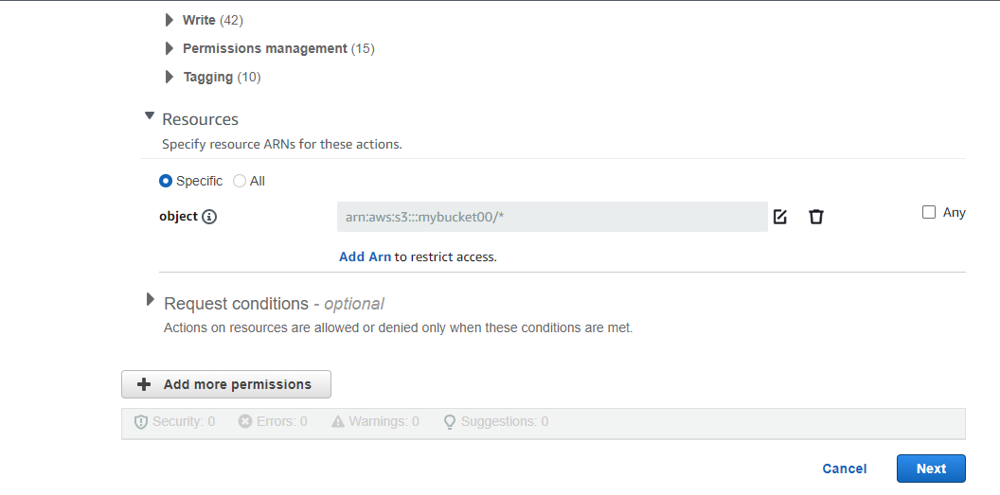 Write (42)
Permissions management (15)
Tagging (10)
Resources
Specify resource ARNs for these actions.
Specific All
object arn:aws:s3:::mybucket00/* Any
Add Arn to restrict access.
Request conditions - optional
Actions on resources are allowed or denied only when these conditions are met.
Add more permissions
Security: 0 Errors: 0 Warnings: 0 Suggestions: 0
Cancel Next